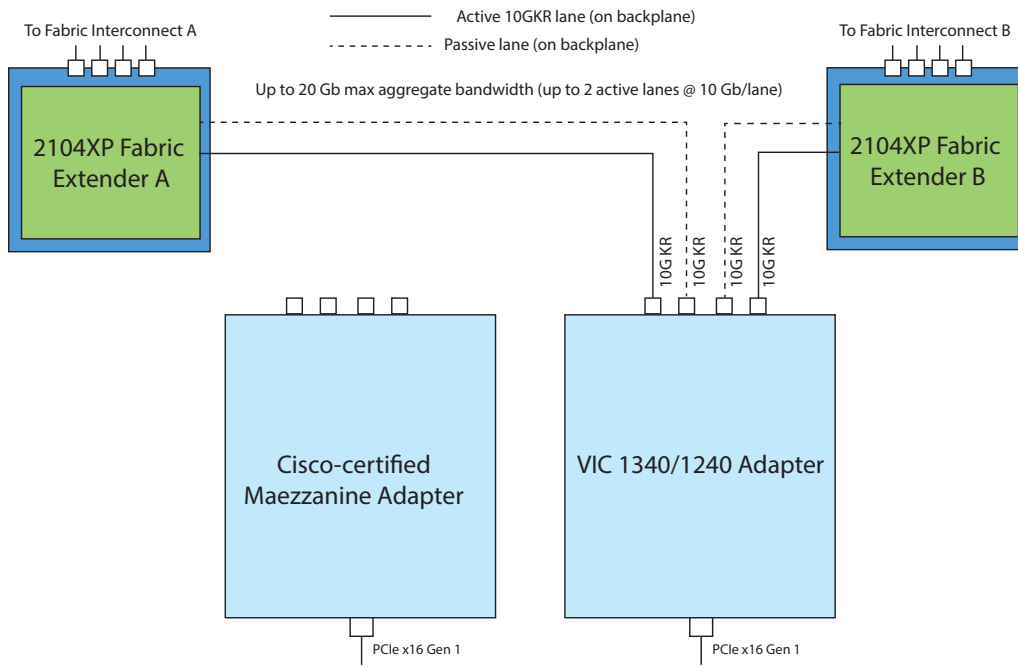 Active 10GKR lane (on backplane)
To Fabric Interconnect A
To Fabric Interconnect B
Passive lane (on backplane)
Up to 20 Gb max aggregate bandwidth (up to 2 active lanes @ 10 Gb/lane)
2104XP Fabric
Extender A
2104XP Fabric
Extender B
10G KR
10G KR
10G KR
10G KR
Cisco-certified
Maezzanine Adapter
VIC 1340/1240 Adapter
PCIe x16 Gen 1
PCIe x16 Gen 1